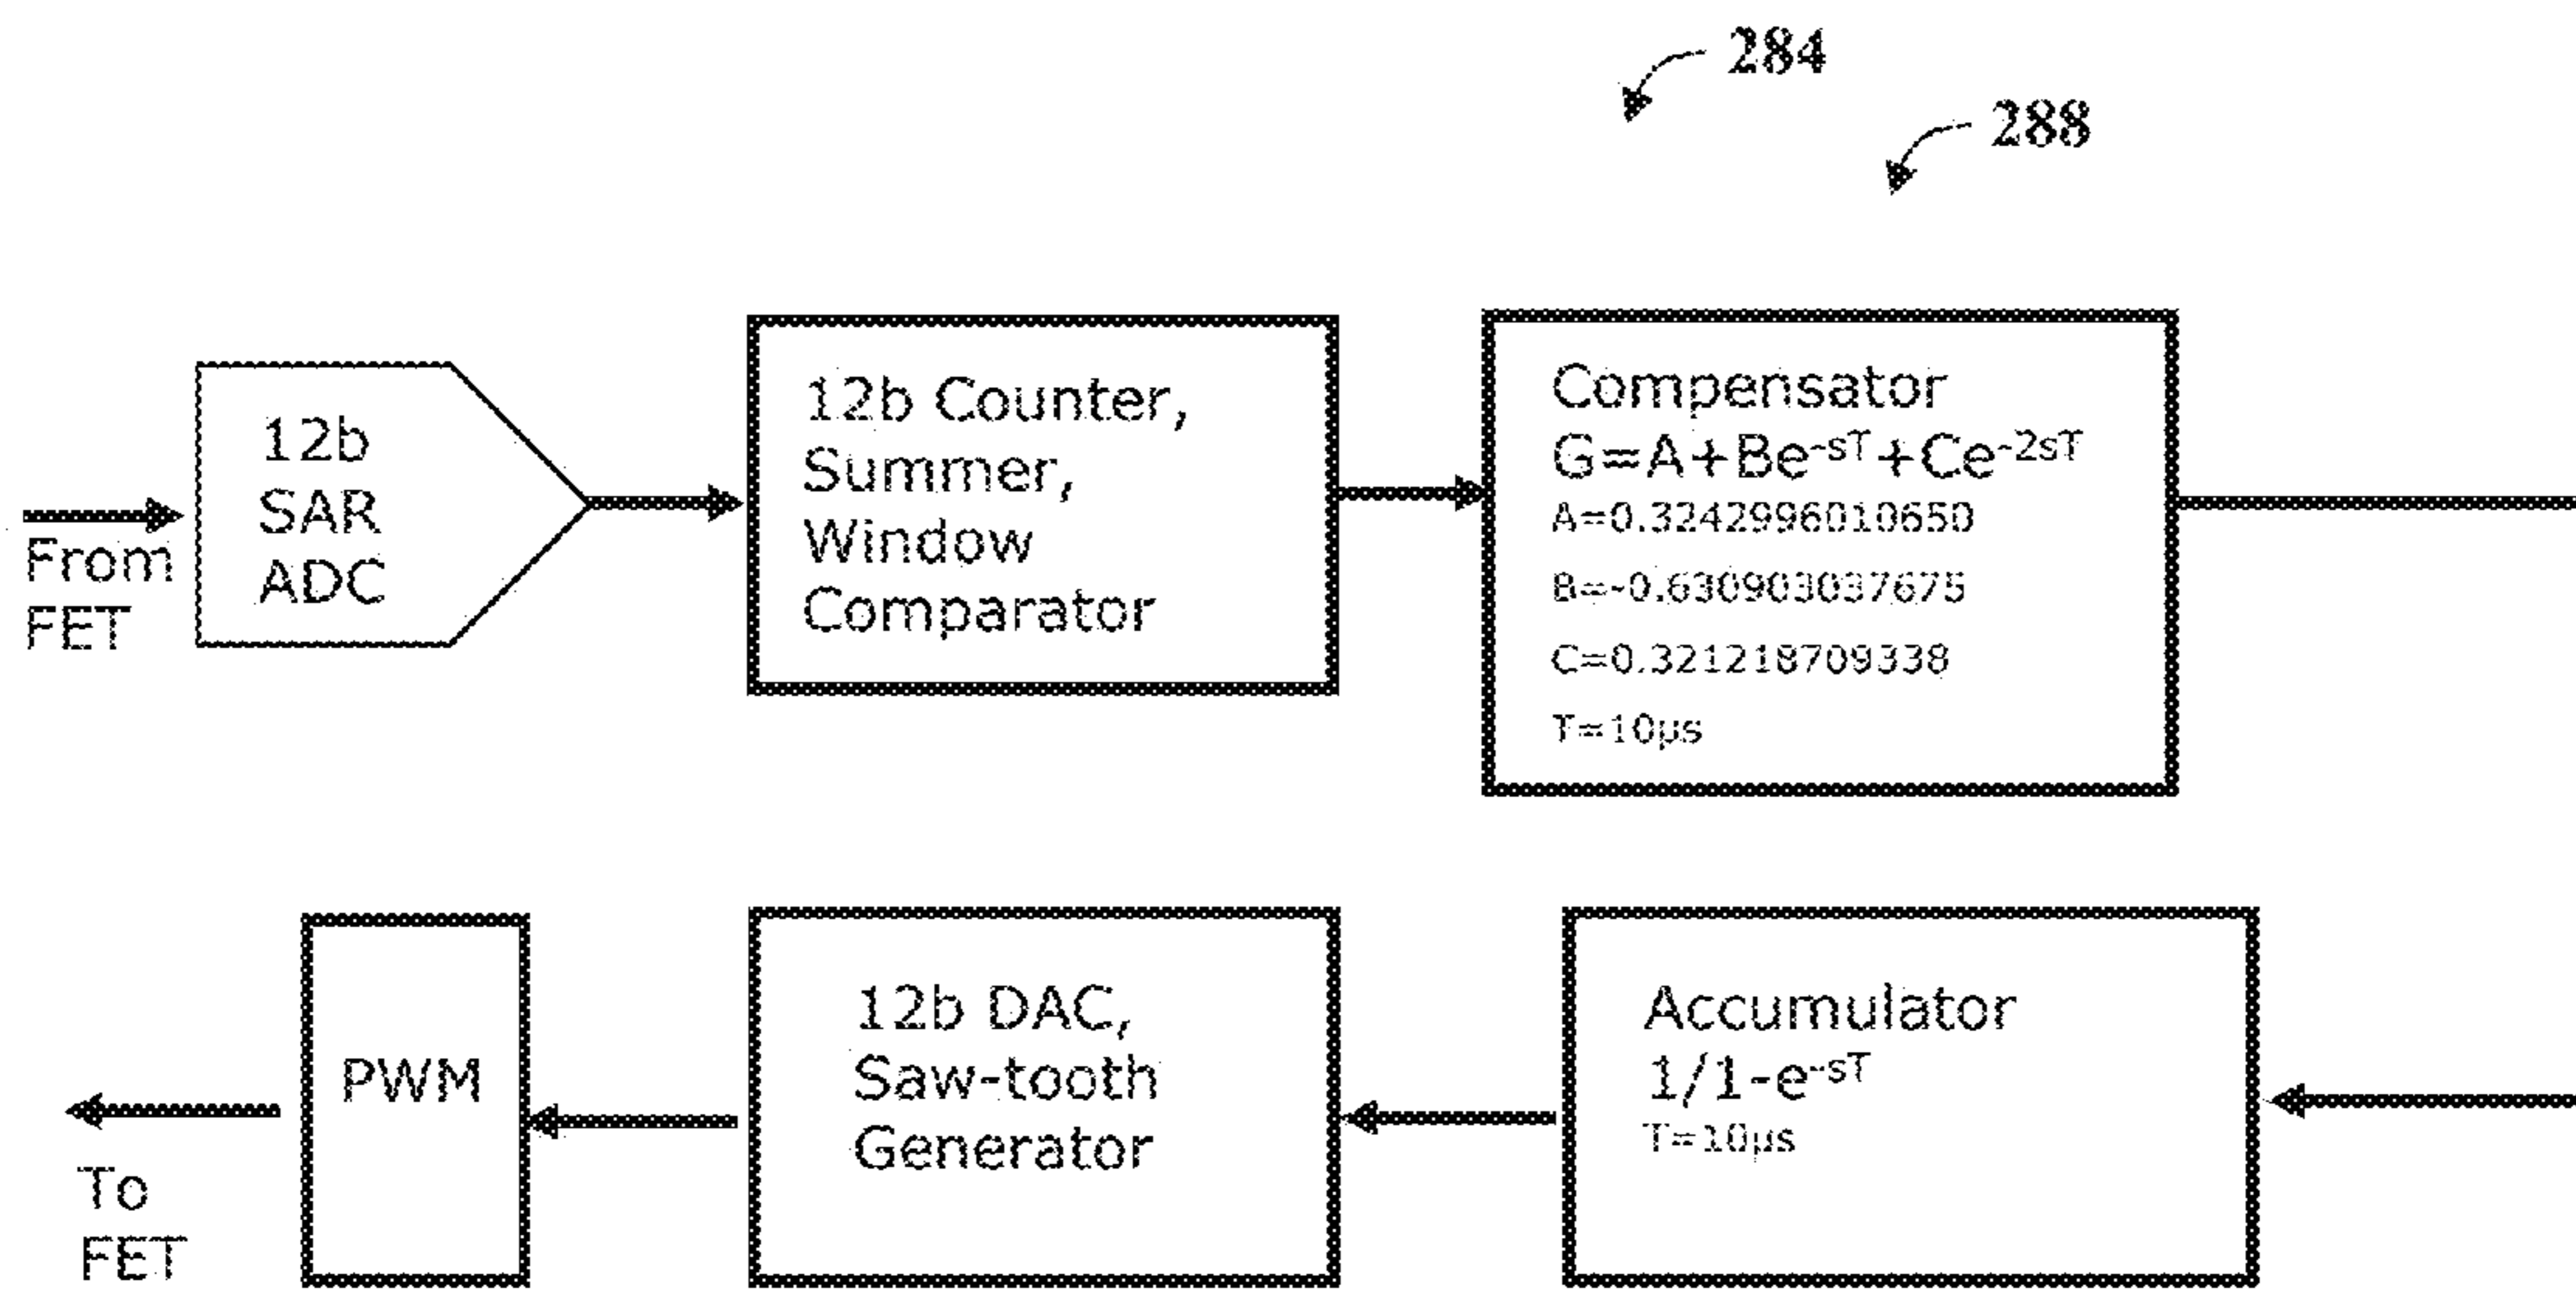 284
288
From
FET
12b
SAR
ADC
12b Counter,
Summer,
Window
Comparator
Compensator
G=A+Be-sT+Ce-2sT
A=0.3242996010650
B=-0.630903037675
C=0.321218709338
T=10µs
To
FET
PWM
12b DAC,
Saw-tooth
Generator
Accumulator
1/1-e-sT
T=10µs